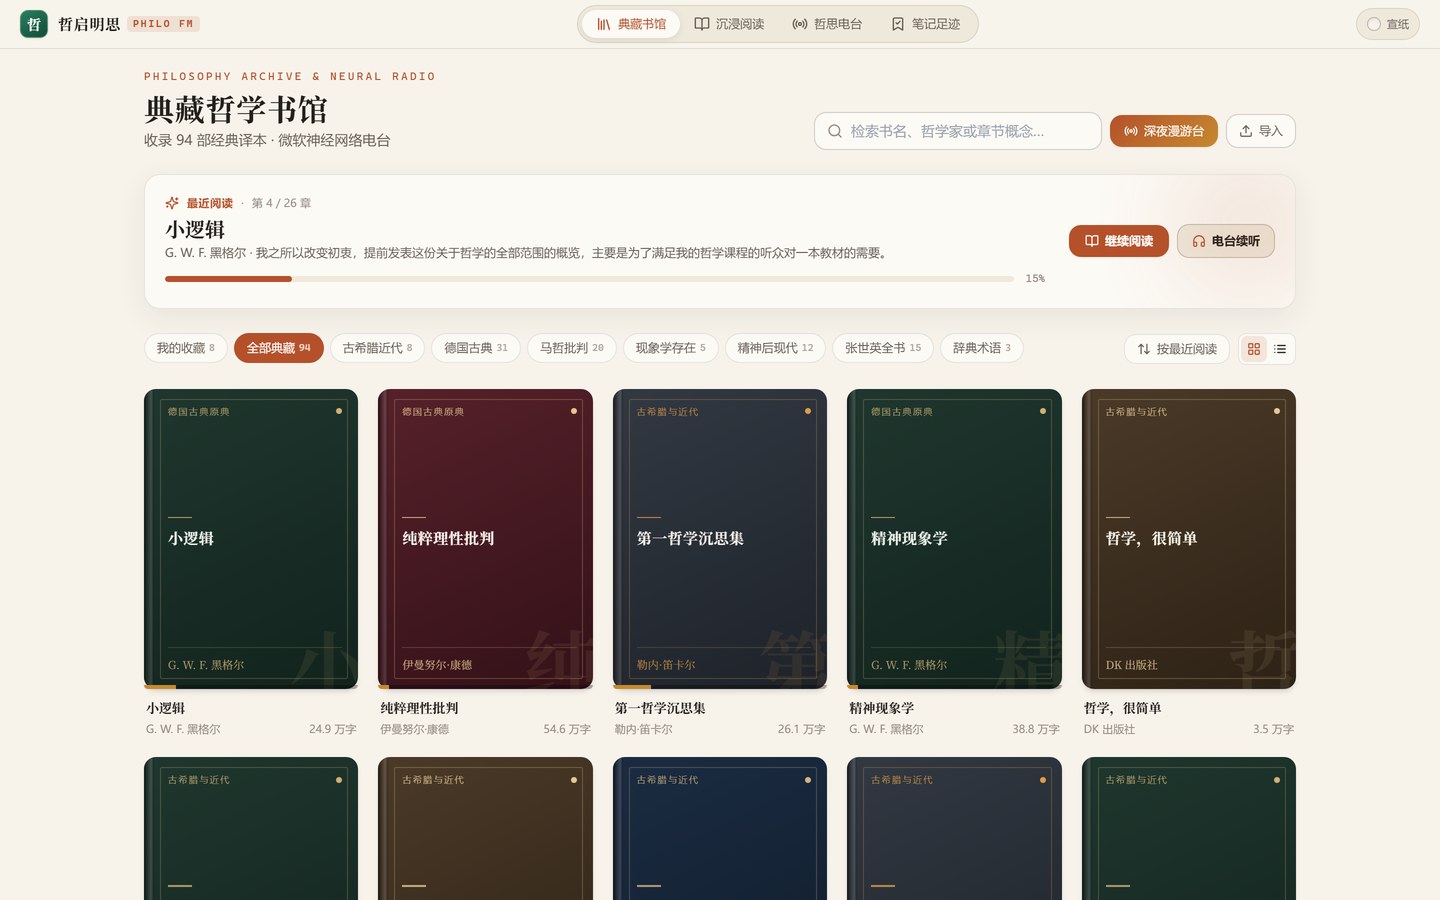 哲 哲启明思 PHILO FM 典藏书馆 沉浸阅读 哲思电台 笔记足迹 宣纸
PHILOSOPHY ARCHIVE & NEURAL RADIO
典藏哲学书馆
收录 94 部经典译本 · 微软神经网络电台
检索书名、哲学家或章节概念... 深夜漫游台 导入
最近阅读 · 第 4 / 26 章
小逻辑
G. W. F. 黑格尔 · 我之所以改变初衷，提前发表这份关于哲学的全部范围的概览，主要是为了满足我的哲学课程的听众对一本教材的需要。
继续阅读 电台续听
15%
我的收藏 8 全部典藏 94 古希腊近代 8 德国古典 31 马哲批判 20 现象学存在 5 精神后现代 12 张世英全书 15 辞典术语 3 按最近阅读
德国古典原典
小逻辑
小
G. W. F. 黑格尔
小逻辑
G. W. F. 黑格尔 24.9 万字
德国古典原典
纯粹理性批判
纯
伊曼努尔·康德
纯粹理性批判
伊曼努尔·康德 54.6 万字
古希腊与近代
第一哲学沉思集
第
勒内·笛卡尔
第一哲学沉思集
勒内·笛卡尔 26.1 万字
德国古典原典
精神现象学
精
G. W. F. 黑格尔
精神现象学
G. W. F. 黑格尔 38.8 万字
古希腊与近代
哲学，很简单
哲
DK 出版社
哲学，很简单
DK 出版社 3.5 万字
古希腊与近代
古希腊与近代
古希腊与近代
古希腊与近代
古希腊与近代